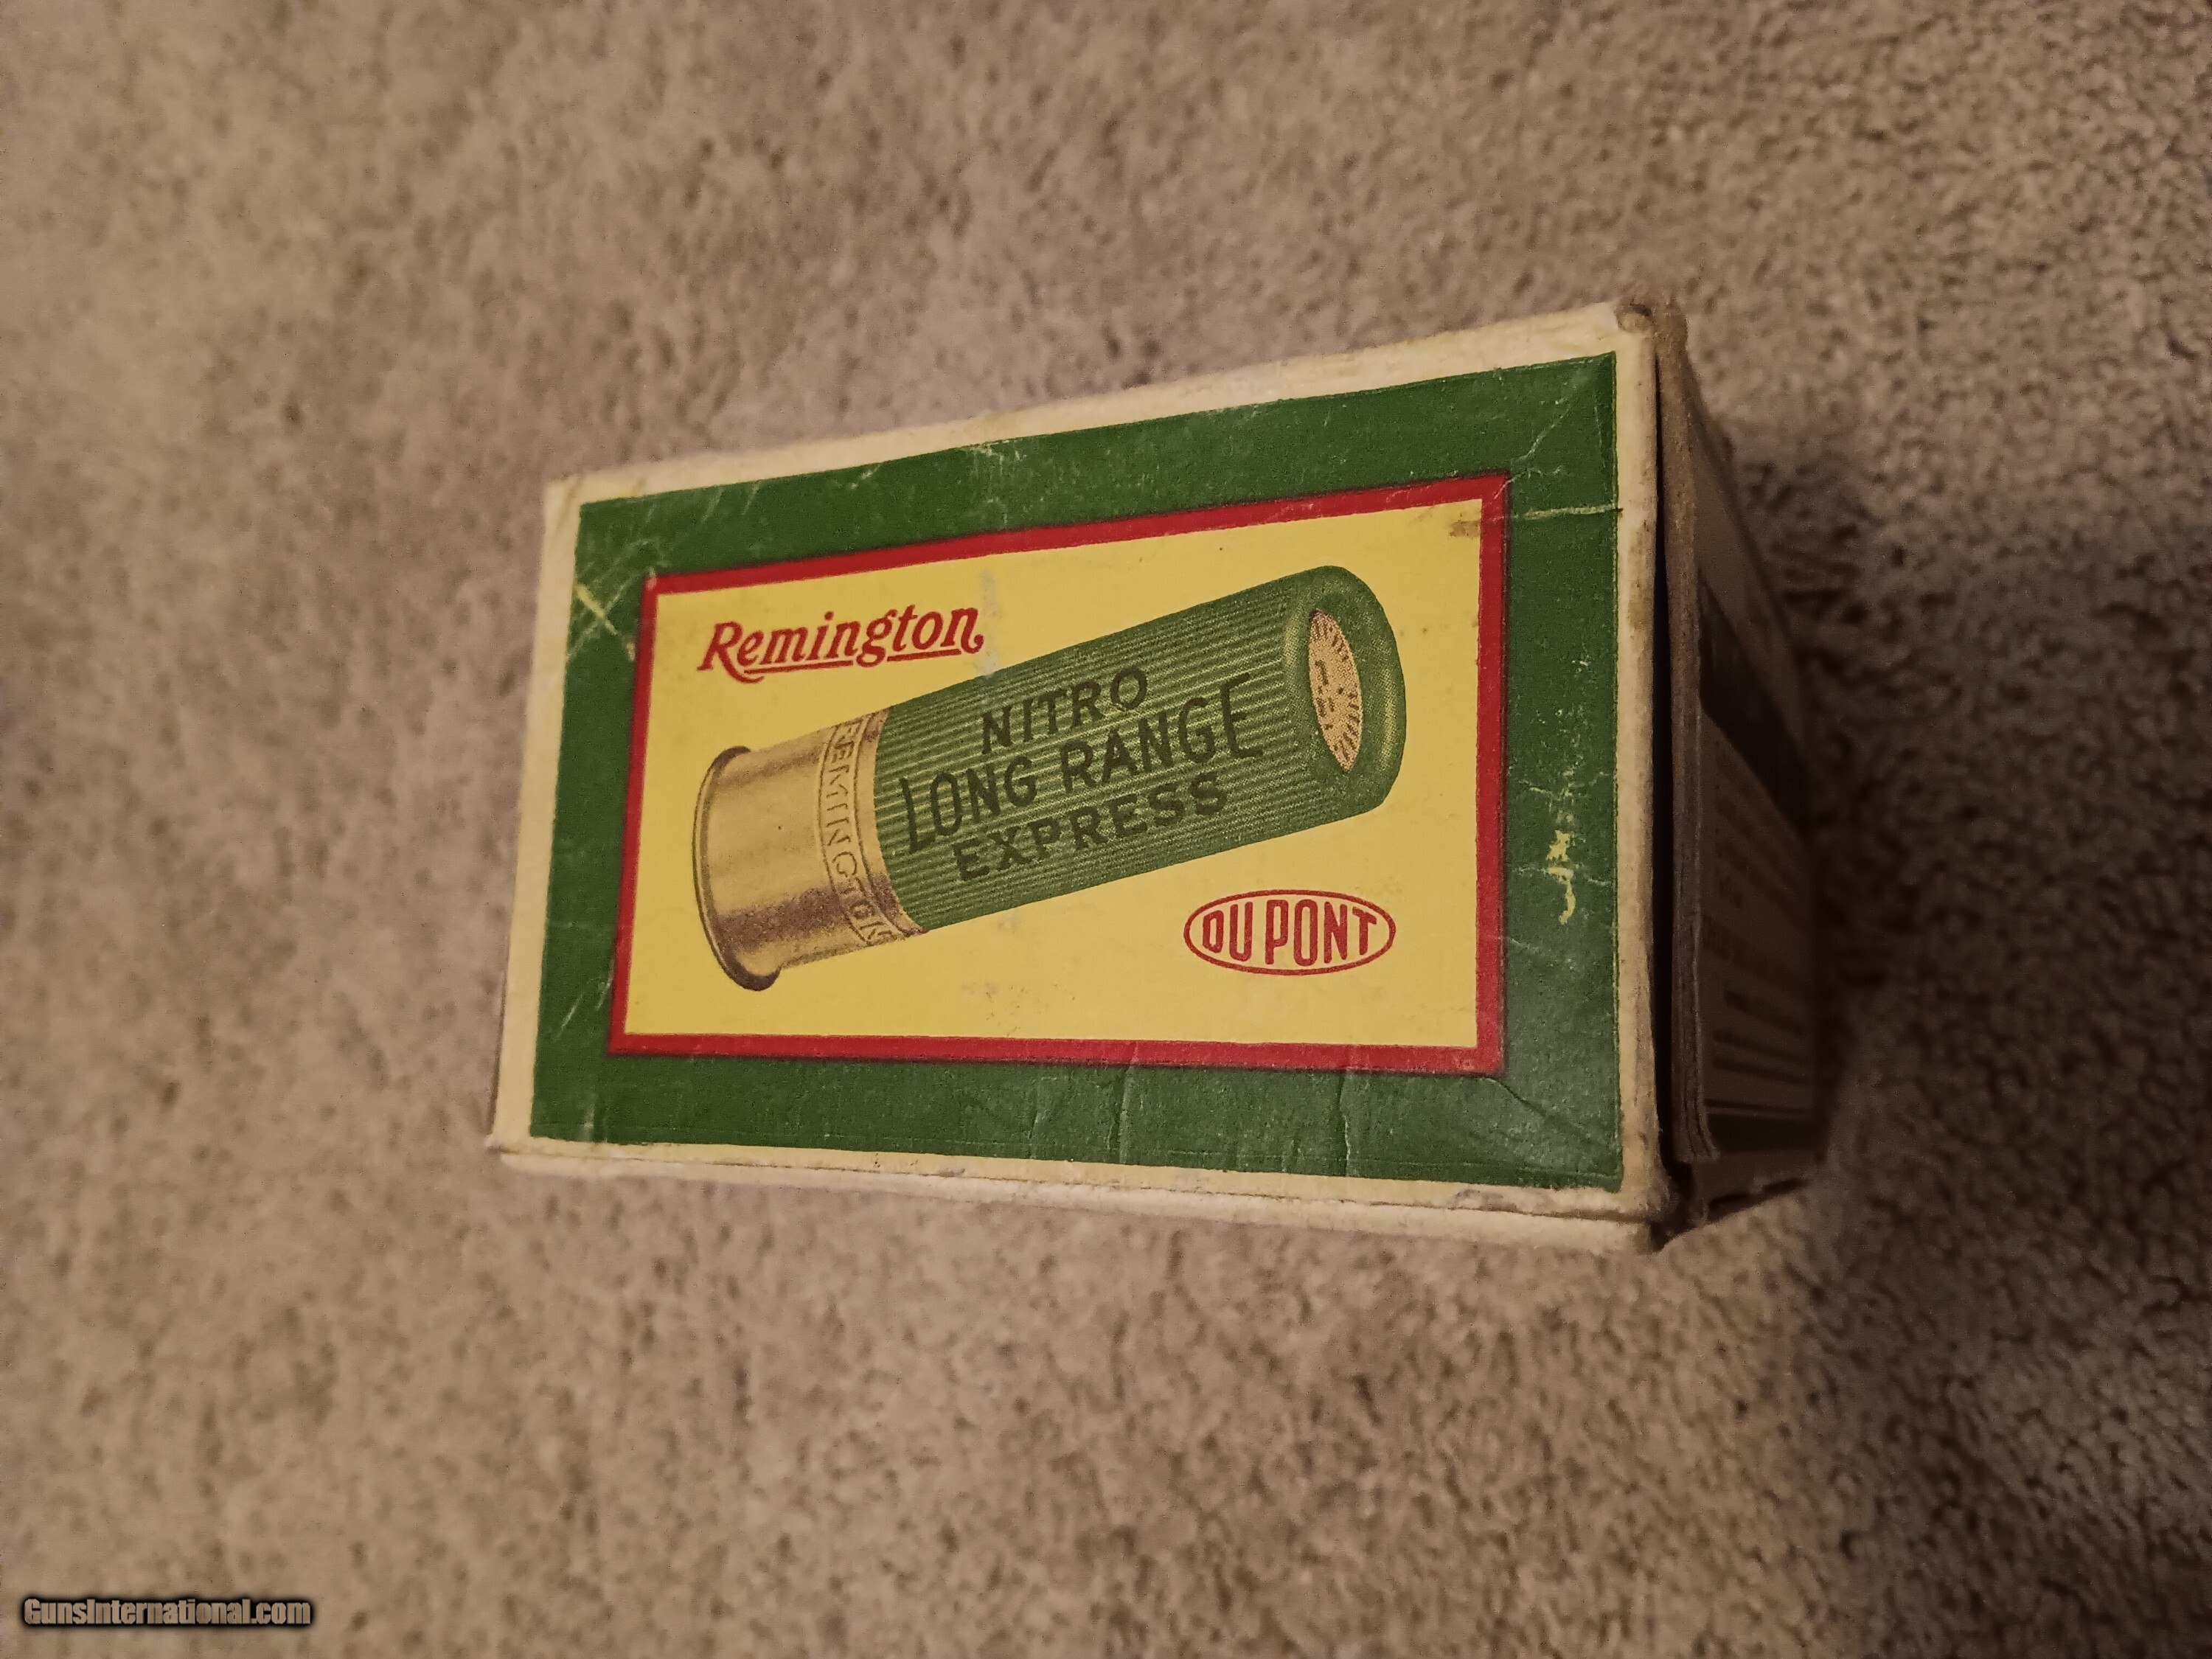 Remington
NITRO
LONG RANGE
EXPRESS
REMINGTON
DU PONT
GunsInternational.com